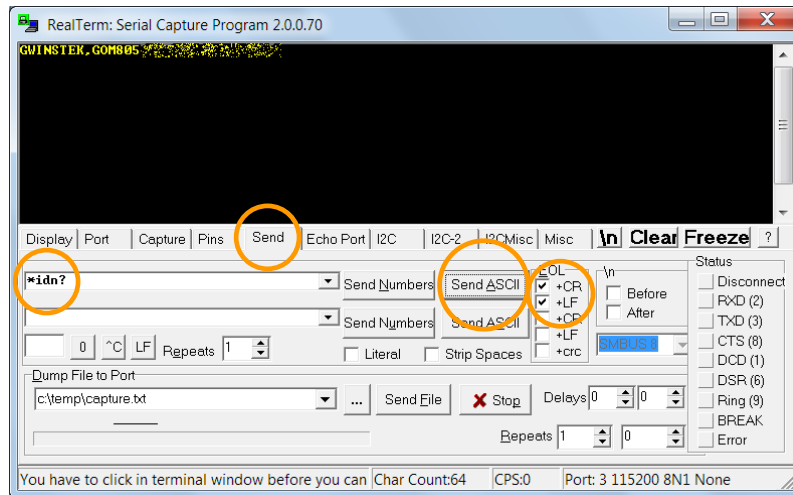 RealTerm: Serial Capture Program 2.0.0.70
GWINSTEK,GOM805
Display Port Capture Pins Send Echo Port I2C I2C-2 I2CMisc Misc \n Clear Freeze ?
*idn? Send Numbers Send ASCII
EOL
+CR
+LF
Send Numbers Send ASCII
+CR
+LF
+crc
\n
Before
After
SMBUS 8
0 ^C LF Repeats 1 Literal Strip Spaces
Dump File to Port
c:\temp\capture.txt ... Send File X Stop Delays 0 0
Repeats 1 0
Status
Disconnect
RXD (2)
TXD (3)
CTS (8)
DCD (1)
DSR (6)
Ring (9)
BREAK
Error
You have to click in terminal window before you can Char Count:64 CPS:0 Port: 3 115200 8N1 None